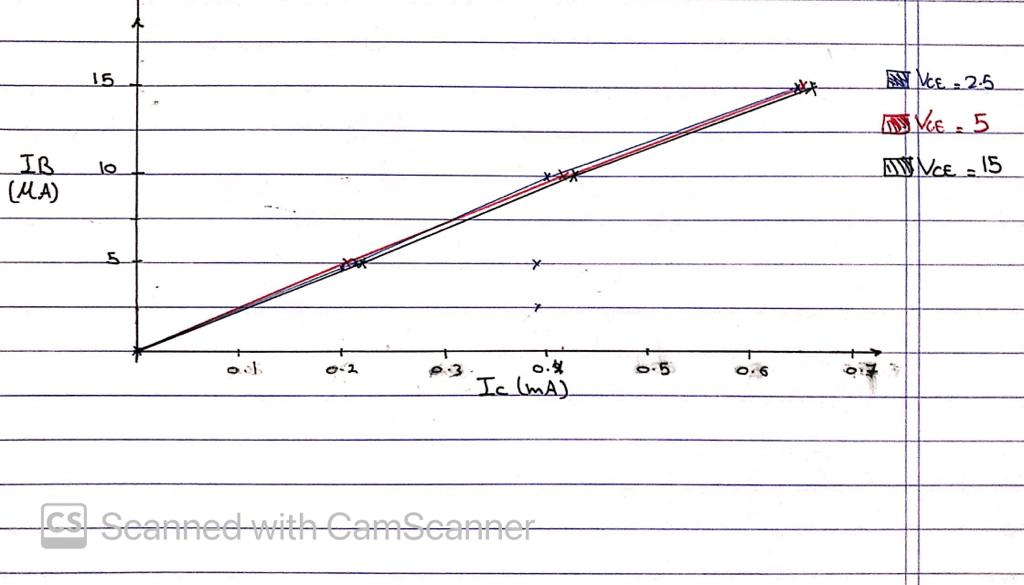 15
VCE = 2.5
VCE = 5
IB
(μA)
10
VCE = 15
5
0.1
0.2
0.3
0.4
0.5
0.6
0.7
Ic (mA)
CS Scanned with CamScanner